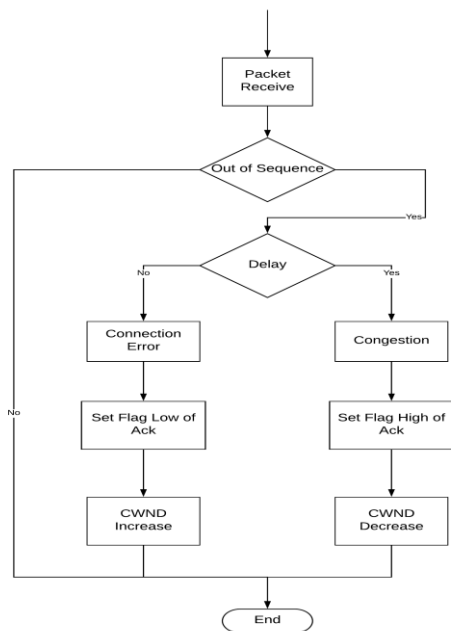 Packet
Receive
Out of Sequence
Yes
Delay
No
Yes
Connection
Error
Congestion
No
Set Flag Low of
Ack
Set Flag High of
Ack
CWND
Increase
CWND
Decrease
End